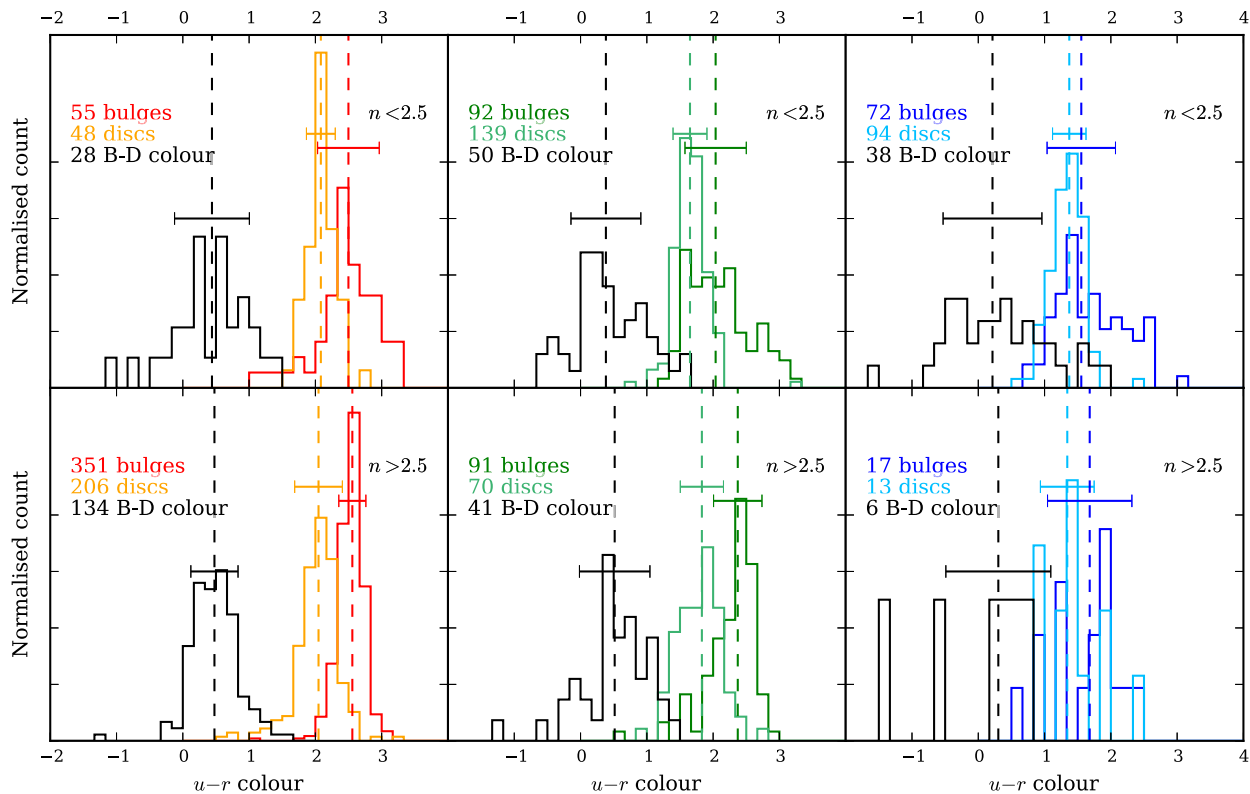 −2 −1 0 1 2 3 −1 0 1 2 3 −1 0 1 2 3 4
Normalised count
55 bulges
48 discs
28 B-D colour
n<2.5
92 bulges
139 discs
50 B-D colour
n<2.5
72 bulges
94 discs
38 B-D colour
n<2.5
Normalised count
351 bulges
206 discs
134 B-D colour
n>2.5
91 bulges
70 discs
41 B-D colour
n>2.5
17 bulges
13 discs
6 B-D colour
n>2.5
−2 −1 0 1 2 3 −1 0 1 2 3 −1 0 1 2 3 4
u−r colour u−r colour u−r colour